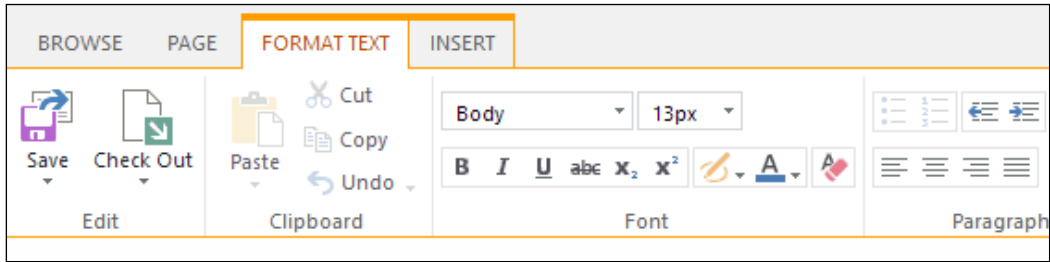 BROWSE PAGE FORMAT TEXT INSERT
Save
Check Out
Paste
Cut
Copy
Undo
Body 13px
B I U abc X₂ X² A A
Edit Clipboard Font Paragraph